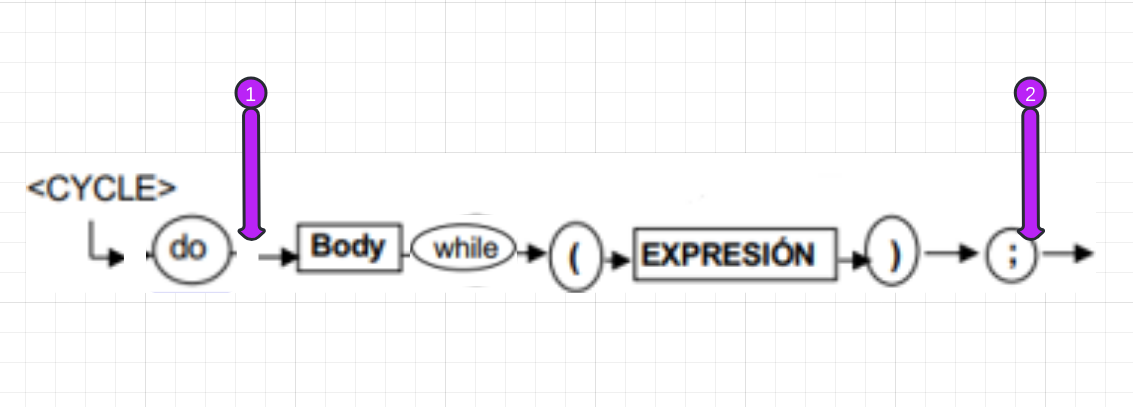 1 2
<CYCLE>
do Body while ( EXPRESIÓN ) ;